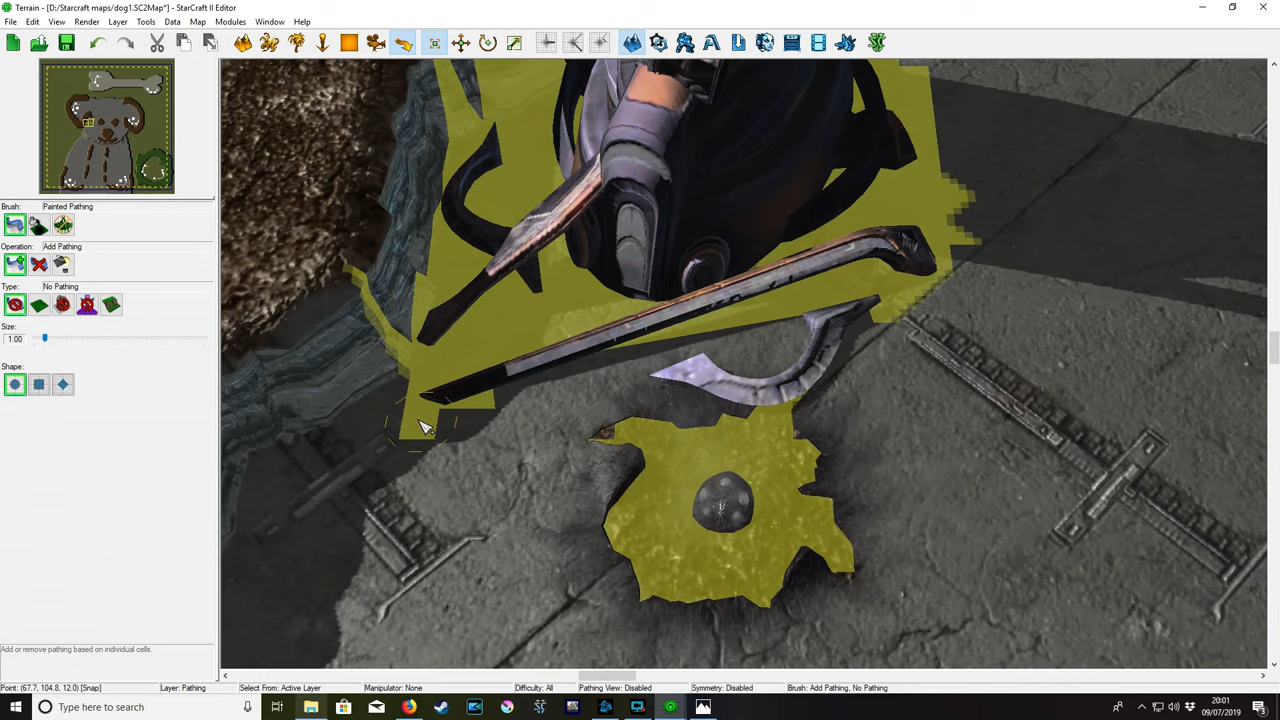 Terrain - [D:/Starcraft maps/dog1.SC2Map*] - StarCraft II Editor
File Edit View Render Layer Tools Data Map Modules Window Help
Brush: Painted Pathing
Operation: Add Pathing
Type: No Pathing
Size:
1.00
Shape:
Add or remove pathing based on individual cells.
Point: (67.7, 104.8, 12.0) [Snap] Layer: Pathing Select From: Active Layer Manipulator: None Difficulty: All Pathing View: Disabled Symmetry: Disabled Brush: Add Pathing, No Pathing
Type here to search
20:01
09/07/2019